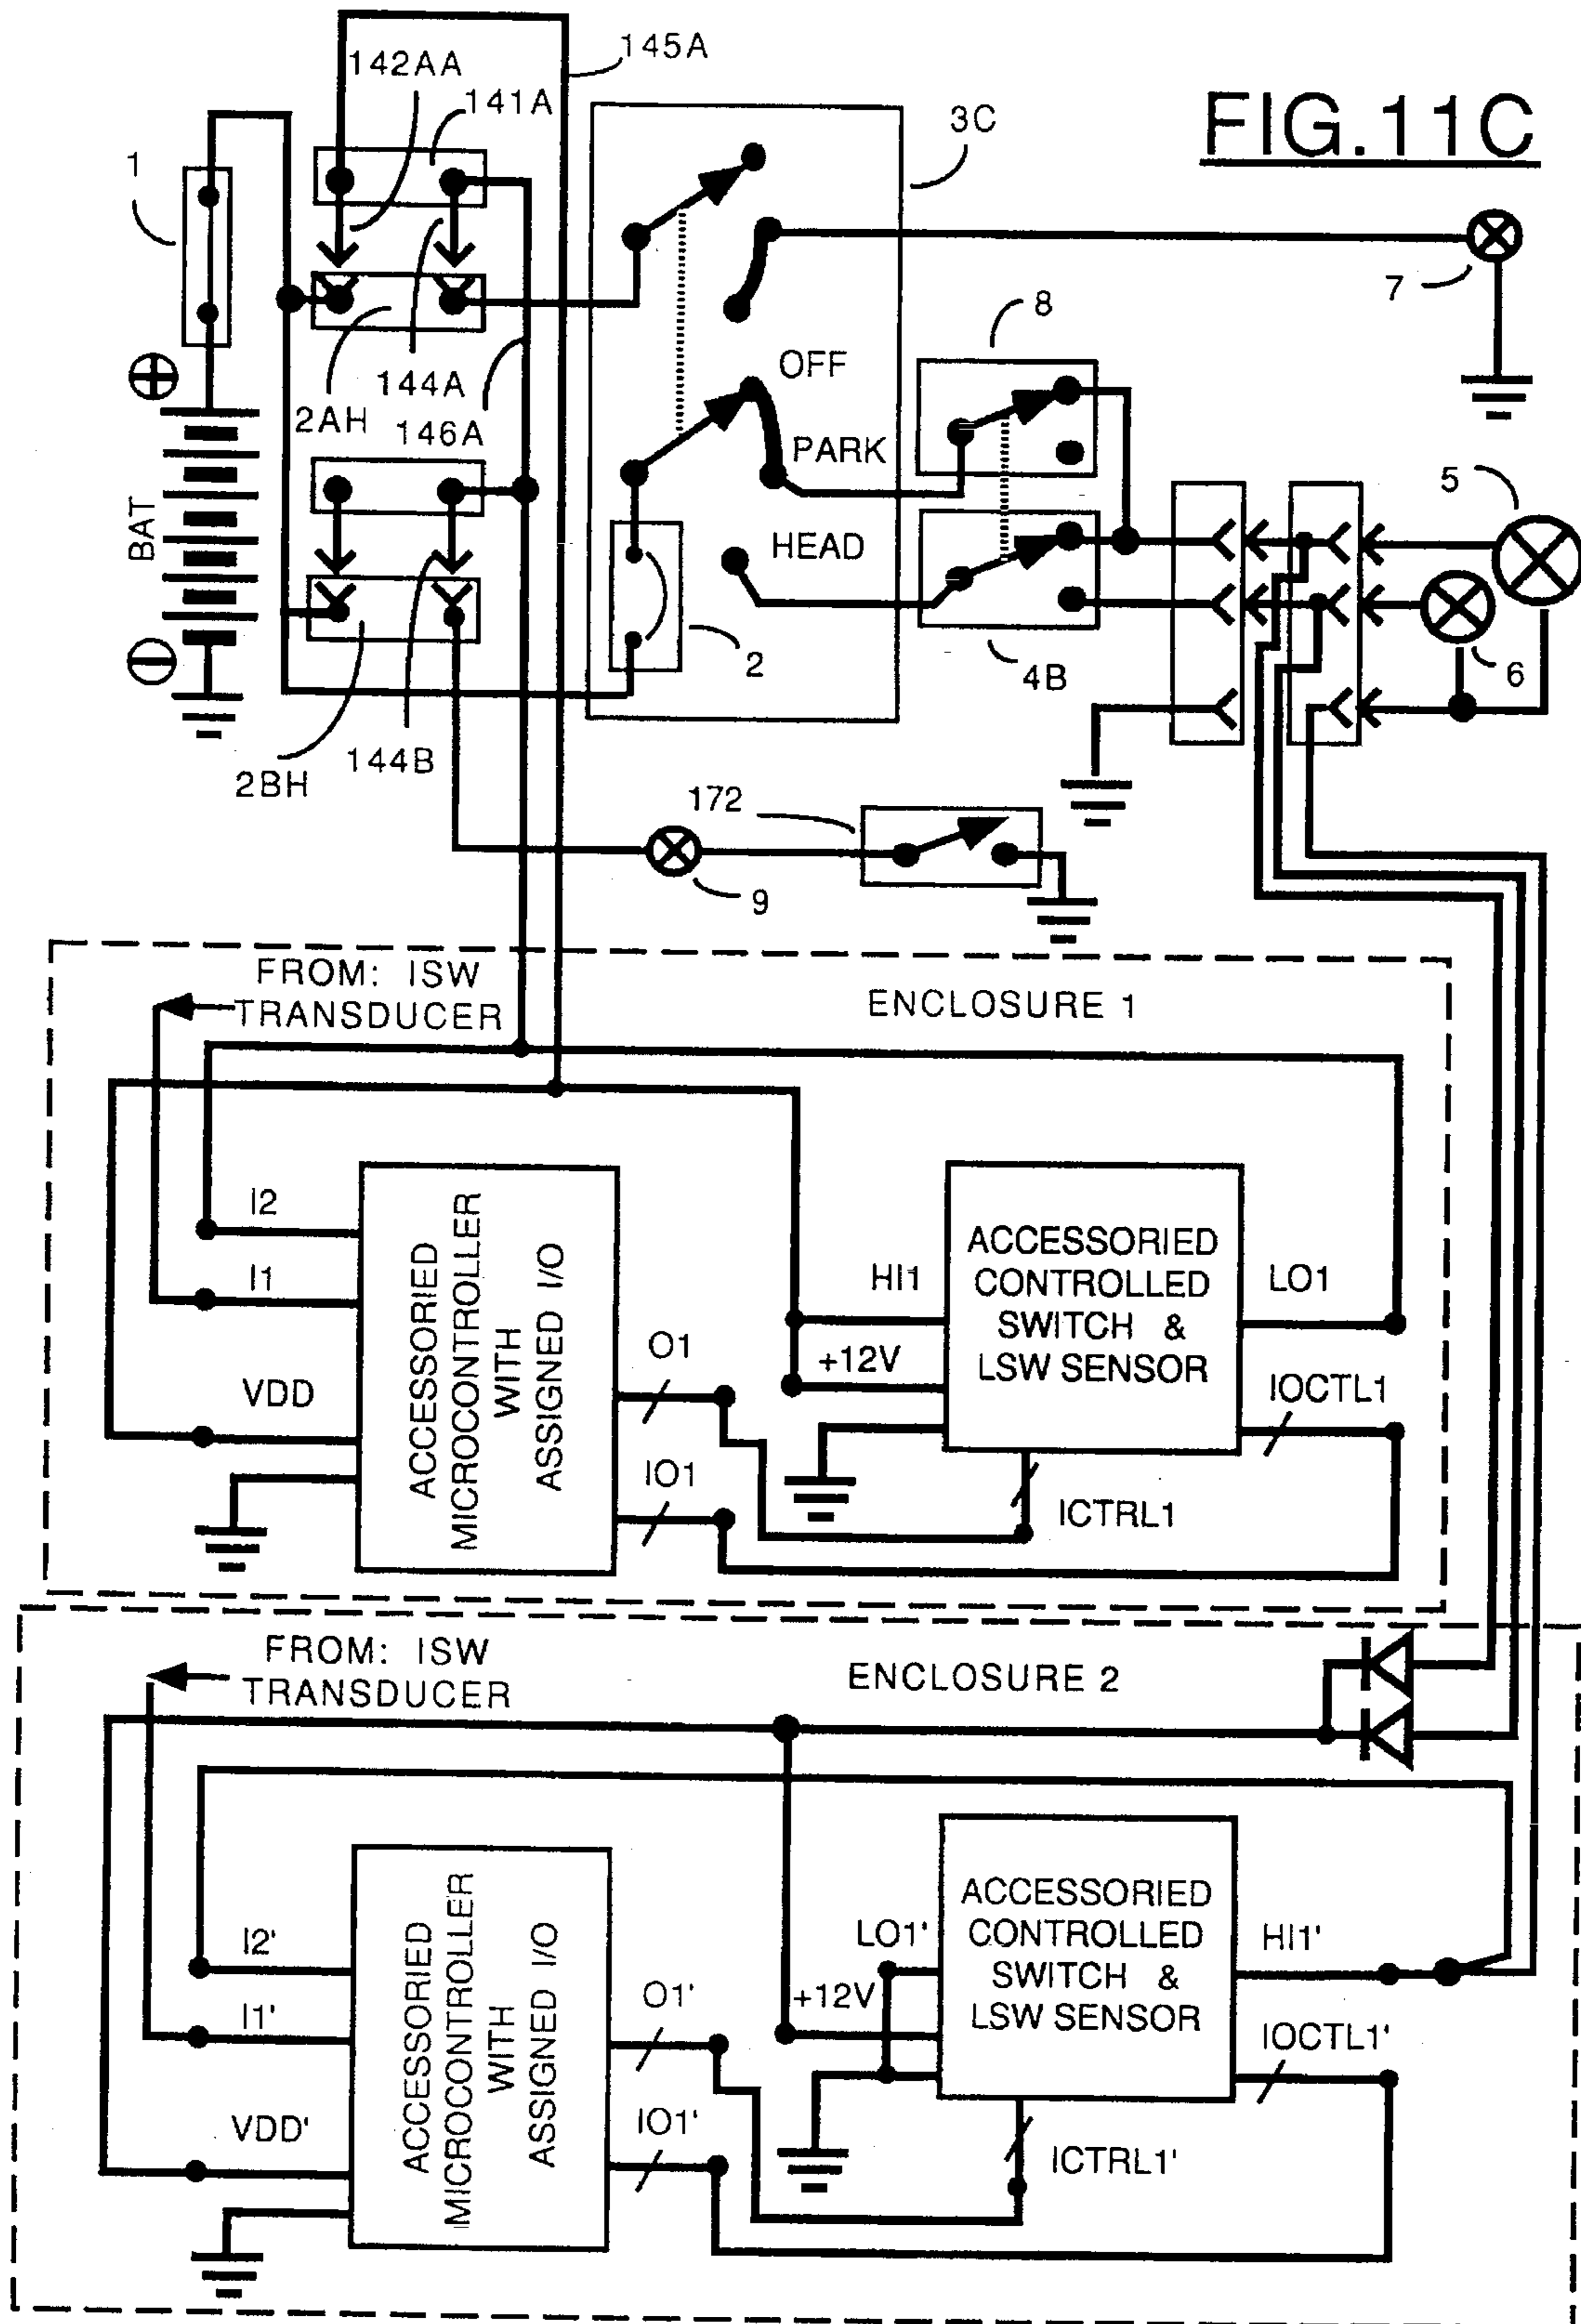 FIG.11C
145A
142AA
141A
3C
1
7
8
OFF
144A
2AH
146A
PARK
5
BAT
HEAD
2
4B
6
144B
2BH
172
9
FROM: ISW
TRANSDUCER
ENCLOSURE 1
I2
I1
VDD
ACCESSORIED
MICROCONTROLLER
WITH
ASSIGNED I/O
O1
IO1
HI1
+12V
ACCESSORIED
CONTROLLED
SWITCH &
LSW SENSOR
LO1
IOCTL1
ICTRL1
FROM: ISW
TRANSDUCER
ENCLOSURE 2
I2'
I1'
VDD'
ACCESSORIED
MICROCONTROLLER
WITH
ASSIGNED I/O
O1'
IO1'
LO1'
+12V
ACCESSORIED
CONTROLLED
SWITCH &
LSW SENSOR
HI1'
IOCTL1'
ICTRL1'